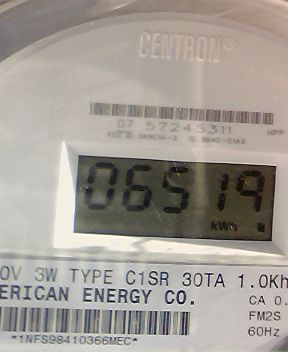 CENTRON®
07 57245311
06519
kWh
0V 3W TYPE C1SR 30TA 1.0Kh
ERICAN ENERGY CO.
CA 0.
FM2S
60Hz
*1NFS98410366MEC*